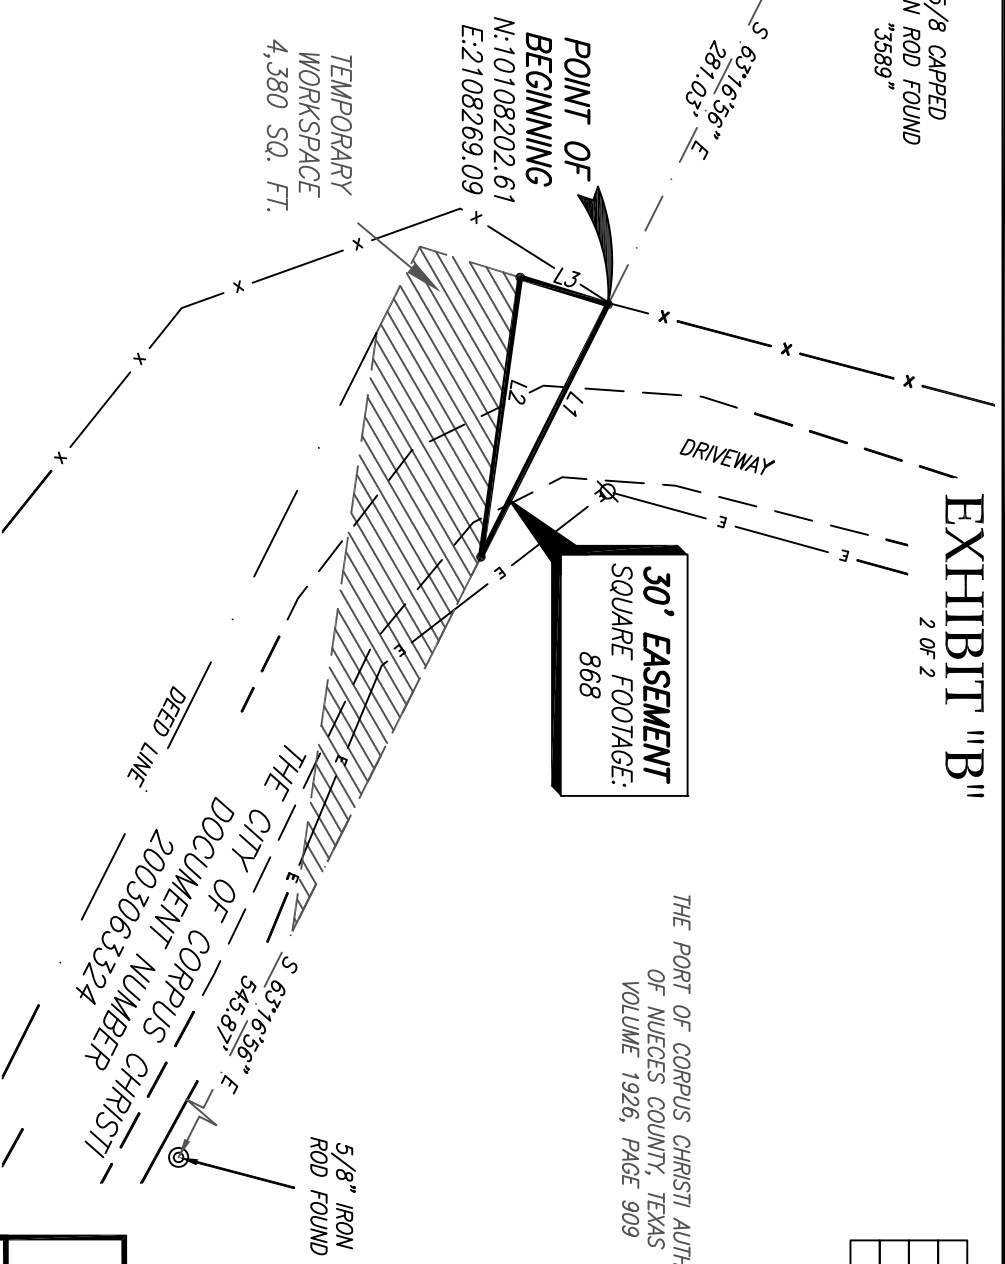 EXHIBIT "B"
2 OF 2
5/8 CAPPED
N ROD FOUND
"3589"
S 63°16'56" E
281.03'
POINT OF
BEGINNING
N:10108202.61
E:2108269.09
TEMPORARY
WORKSPACE
4,380 SQ. FT.
L3
L2
L1
DRIVEWAY
30' EASEMENT
SQUARE FOOTAGE:
868
X
X
X
X
X
X
X
X
E
E
E
E
E
E
DEED LINE
THE CITY OF CORPUS CHRISTI
DOCUMENT NUMBER
2003063324
S 63°16'56" E
545.87'
THE PORT OF CORPUS CHRISTI AUTH
OF NUECES COUNTY, TEXAS
VOLUME 1926, PAGE 909
5/8" IRON
ROD FOUND